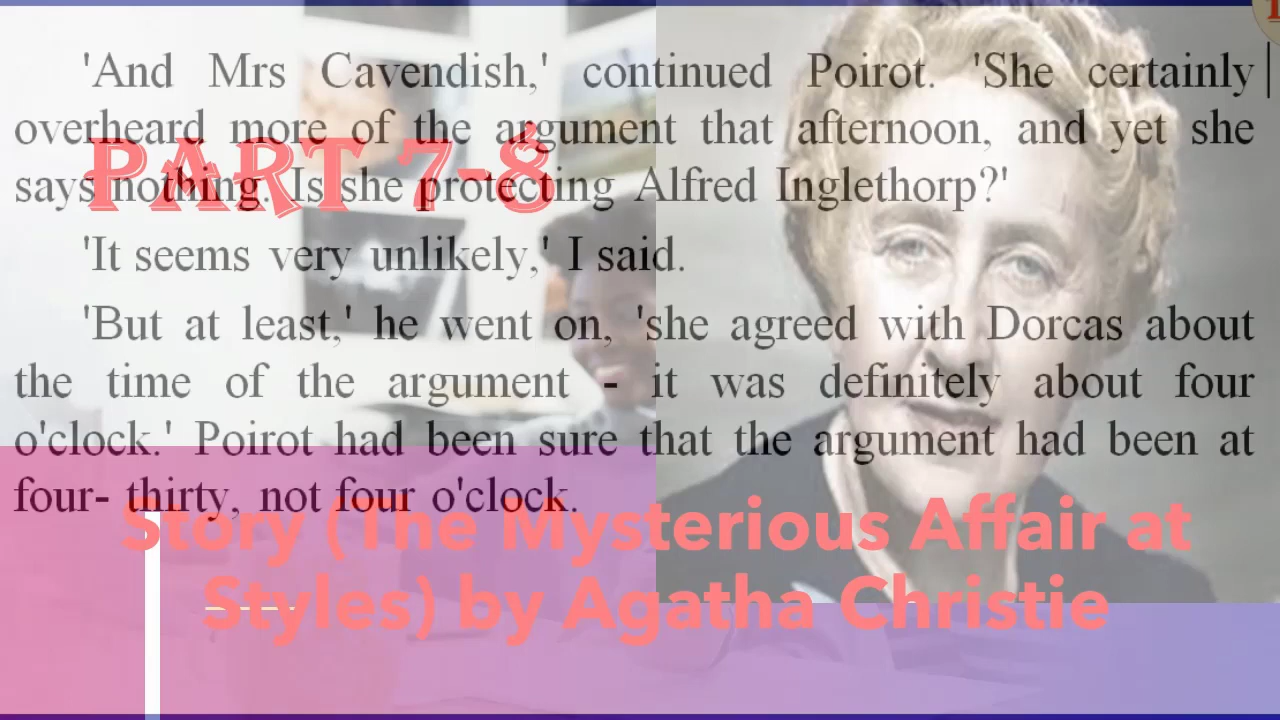 'And Mrs Cavendish,' continued Poirot. 'She certainly
overheard more of the argument that afternoon, and yet she
says nothing. Is she protecting Alfred Inglethorp?'
PART 7-8
'It seems very unlikely,' I said.
'But at least,' he went on, 'she agreed with Dorcas about
the time of the argument - it was definitely about four
o'clock.' Poirot had been sure that the argument had been at
four- thirty, not four o'clock.
Story (The Mysterious Affair at
Styles) by Agatha Christie